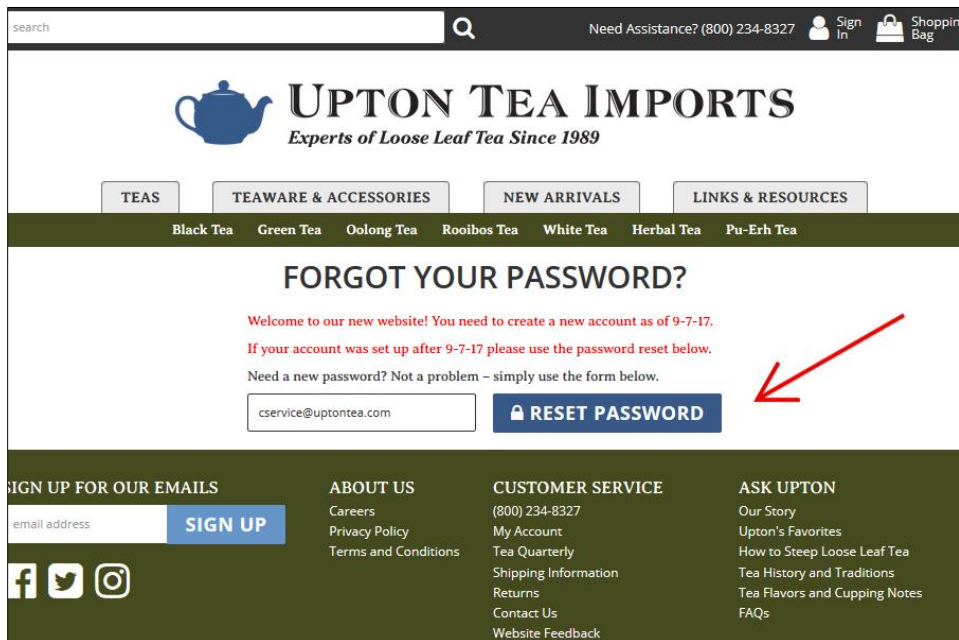 search
Need Assistance? (800) 234-8327
Sign In
Shoppin
Bag
UPTON TEA IMPORTS
Experts of Loose Leaf Tea Since 1989
TEAS
TEAWARE & ACCESSORIES
NEW ARRIVALS
LINKS & RESOURCES
Black Tea Green Tea Oolong Tea Rooibos Tea White Tea Herbal Tea Pu-Erh Tea
FORGOT YOUR PASSWORD?
Welcome to our new website! You need to create a new account as of 9-7-17.
If your account was set up after 9-7-17 please use the password reset below.
Need a new password? Not a problem – simply use the form below.
cservice@uptontea.com
RESET PASSWORD
SIGN UP FOR OUR EMAILS
email address
SIGN UP
ABOUT US
Careers
Privacy Policy
Terms and Conditions
CUSTOMER SERVICE
(800) 234-8327
My Account
Tea Quarterly
Shipping Information
Returns
Contact Us
Website Feedback
ASK UPTON
Our Story
Upton's Favorites
How to Steep Loose Leaf Tea
Tea History and Traditions
Tea Flavors and Cupping Notes
FAQs